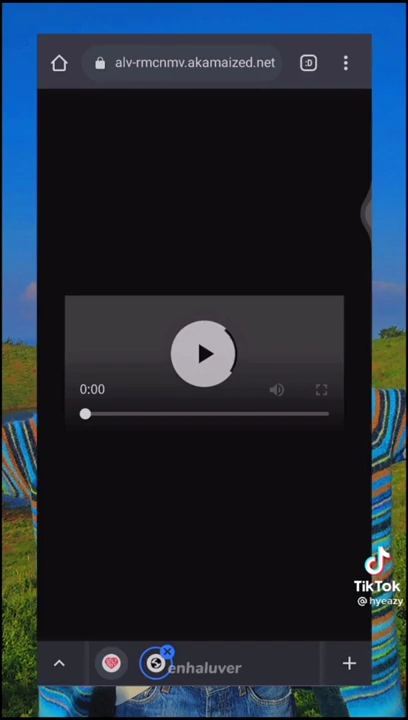 alv-rmcnmv.akamaized.net
:D
0:00
TikTok
@ hyeazy
enhaluver